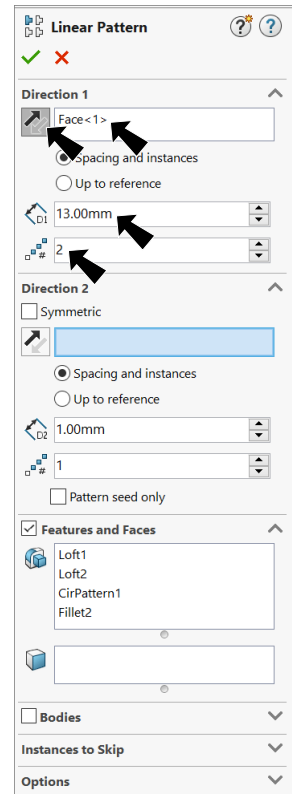 Linear Pattern
Direction 1
Face<1>
Spacing and instances
Up to reference
D1 13.00mm
# 2
Direction 2
Symmetric
Spacing and instances
Up to reference
D2 1.00mm
# 1
Pattern seed only
Features and Faces
Loft1
Loft2
CirPattern1
Fillet2
Bodies
Instances to Skip
Options